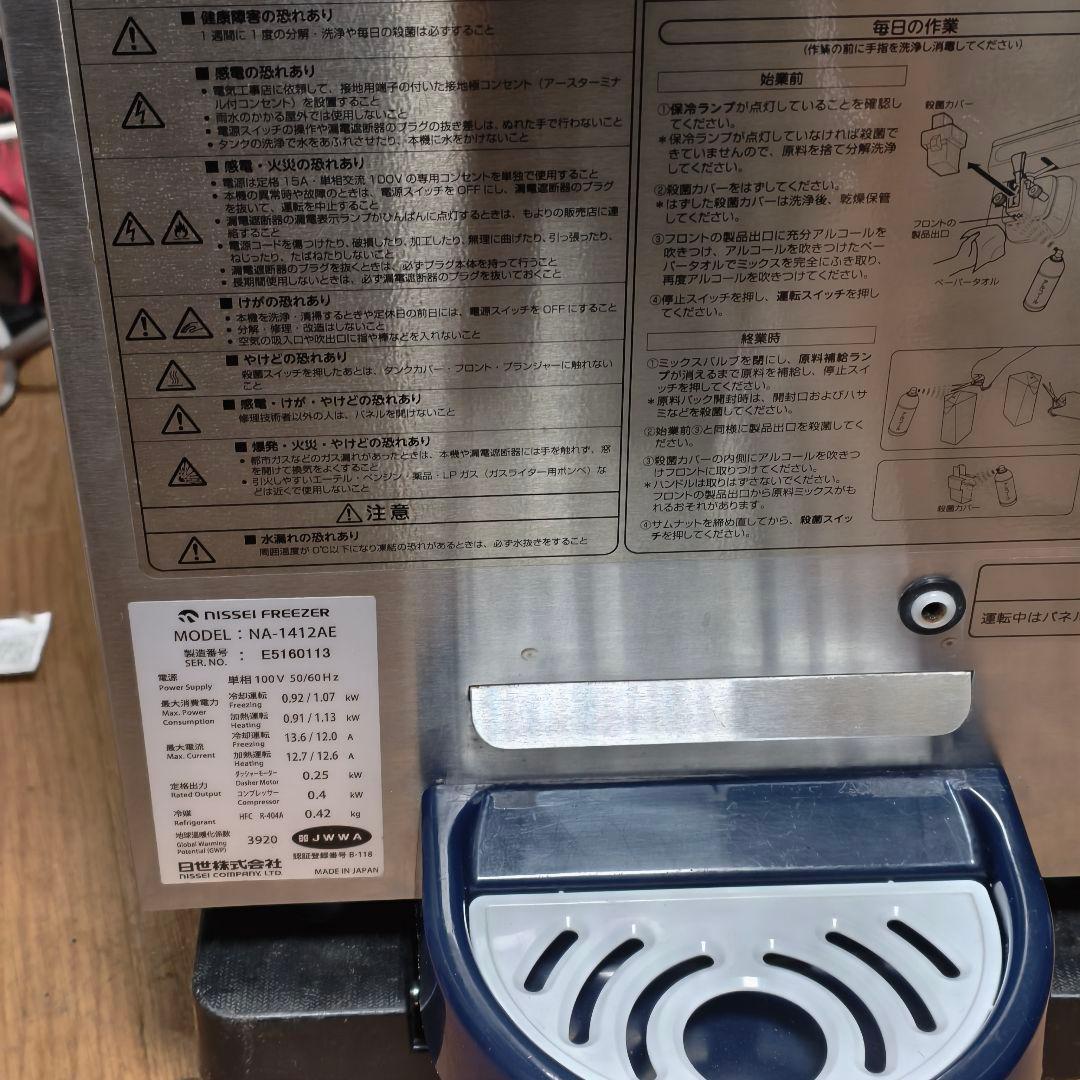 ■ 健康障害の恐れあり
1週間に1度の分解・洗浄や毎日の殺菌は必ずすること
■ 感電の恐れあり
• 電気工事店に依頼して、接地用端子の付いた接地極コンセント（アースターミナ
ル付コンセント）を設置すること
• 雨水のかかる屋外では使用しないこと
• 電源スイッチの操作や漏電遮断器のプラグの抜き差しは、ぬれた手で行わないこと
• タンクの洗浄で水をあふれさせたり、本機に水をかけないこと
■ 感電・火災の恐れあり
• 電源は定格15A・単相交流100Vの専用コンセントを単独で使用すること
• 本機の異常時や故障のときは、電源スイッチをOFFにし、漏電遮断器のプラグ
を抜いて、運転を中止すること
• 漏電遮断器の漏電表示ランプがひんぱんに点灯するときは、もよりの販売店に連
絡すること
• 電源コードを傷つけたり、破損したり、加工したり、無理に曲げたり、引っ張ったり、
ねじったり、たばねたりしないこと
• 漏電遮断器のプラグを抜くときは、必ずプラグ本体を持って行うこと
• 長期間使用しないときは、必ず漏電遮断器のプラグを抜いておくこと
■ けがの恐れあり
• 本機を洗浄・清掃するときや定休日の前日には、電源スイッチをOFFにすること
• 分解・修理・改造はしないこと
• 空気の吸入口や吹出口に指や棒などを入れないこと
■ やけどの恐れあり
殺菌スイッチを押したあとは、タンクカバー・フロント・プランジャーに触れない
こと
■ 感電・けが・やけどの恐れあり
修理技術者以外の人は、パネルを開けないこと
■ 爆発・火災・やけどの恐れあり
• 都市ガスなどのガス漏れがあったときは、本機や漏電遮断器には手を触れず、窓
を開けて換気をよくすること
• 引火しやすいエーテル・ベンジン・薬品・LPガス（ガスライター用ボンベ）な
どは近くで使用しないこと
注意
■ 水漏れの恐れあり
周囲温度が0℃以下になり凍結の恐れがあるときは、必ず水抜きをすること
毎日の作業
(作業の前に手指を洗浄し消毒してください)
始業前
①保冷ランプが点灯していることを確認し
てください。
＊保冷ランプが点灯していなければ殺菌で
きていませんので、原料を捨て分解洗浄
してください。
②殺菌カバーをはずしてください。
＊はずした殺菌カバーは洗浄後、乾燥保管
してください。
③フロントの製品出口に充分アルコールを
吹きつけ、アルコールを吹きつけたペー
パータオルでミックスを完全にふき取り、
再度アルコールを吹きつけてください。
④停止スイッチを押し、運転スイッチを押し
てください。
殺菌カバー
フロントの
製品出口
ペーパータオル
終業時
①ミックスバルブを閉にし、原料補給ラン
プが消えるまで原料を補給し、停止スイ
ッチを押してください。
＊原料パック開封時は、開封口およびハサ
ミなどを殺菌してください。
②始業前③と同様に製品出口を殺菌してく
ださい。
③殺菌カバーの内側にアルコールを吹きつ
けフロントに取りつけてください。
＊ハンドルは取りはずさないでください。
フロントの製品出口から原料ミックスがも
れるおそれがあります。
④サムナットを締め直してから、殺菌スイッ
チを押してください。
殺菌カバー
運転中はパネル
NISSEI FREEZER
MODEL : NA-1412AE
製造番号
SER. NO. : E5160113
電源
Power Supply 単相 100V 50/60Hz
最大消費電力
Max. Power
Consumption
冷却運転
Freezing 0.92 / 1.07 kW
加熱運転
Heating 0.91 / 1.13 kW
最大電流
Max. Current
冷却運転
Freezing 13.6 / 12.0 A
加熱運転
Heating 12.7 / 12.6 A
定格出力
Rated Output
ダッシャーモーター
Dasher Motor 0.25 kW
コンプレッサー
Compressor 0.4 kW
冷媒
Refrigerant HFC R-404A 0.42 kg
地球温暖化係数
Global Warming
Potential (GWP) 3920
JWWA
認証登録番号 B-118
日世株式会社
NISSEI COMPANY, LTD.
MADE IN JAPAN